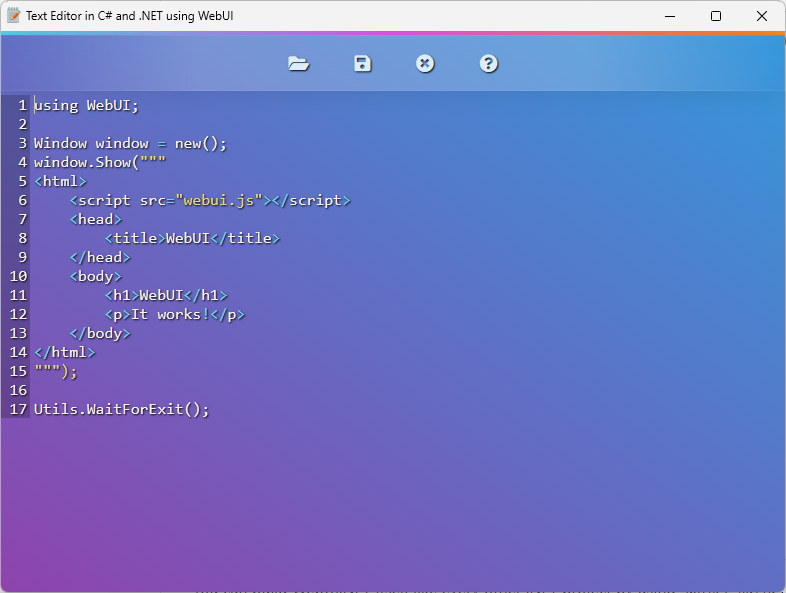 Text Editor in C# and .NET using WebUI
1 using WebUI;
2
3 Window window = new();
4 window.Show("""
5 <html>
6     <script src="webui.js"></script>
7     <head>
8         <title>WebUI</title>
9     </head>
10     <body>
11         <h1>WebUI</h1>
12         <p>It works!</p>
13     </body>
14 </html>
15 """);
16
17 Utils.WaitForExit();